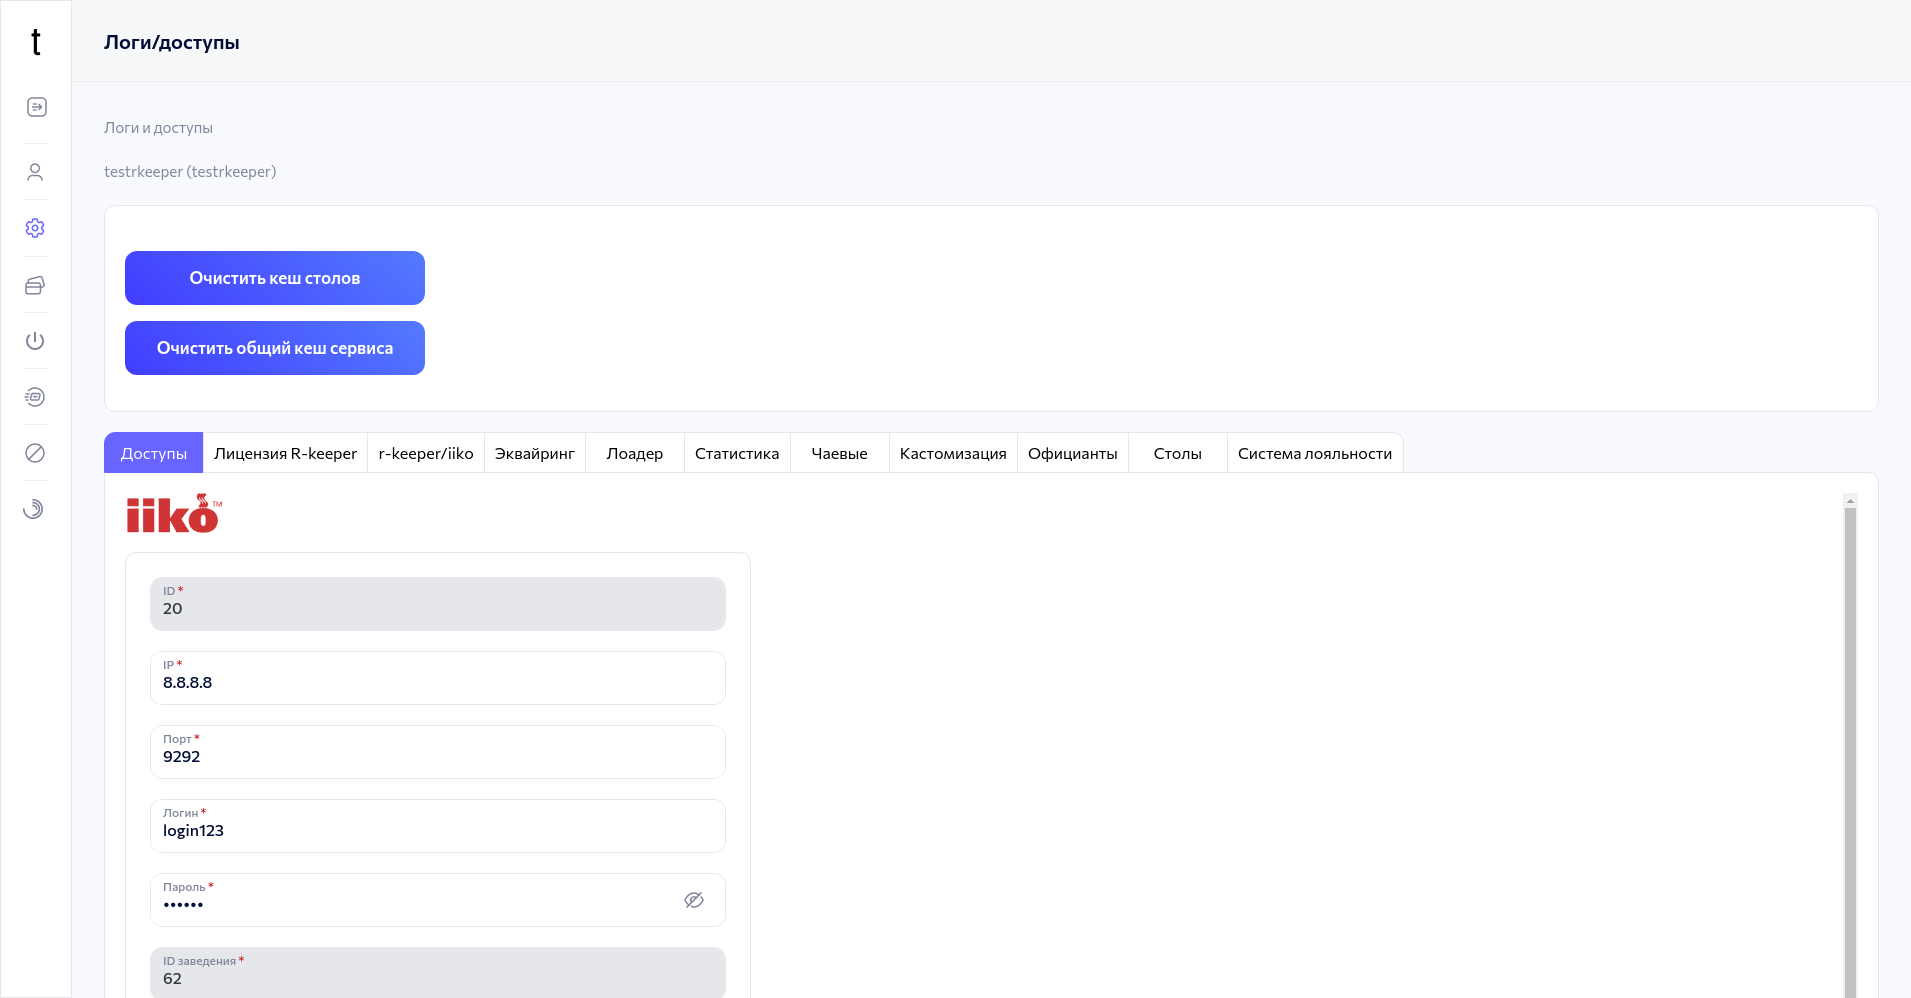 t
Логи/доступы
Логи и доступы
testrkeeper (testrkeeper)
Очистить кеш столов
Очистить общий кеш сервиса
Доступы Лицензия R-keeper r-keeper/iiko Эквайринг Лоадер Статистика Чаевые Кастомизация Официанты Столы Система лояльности
iiko™
ID *
20
IP *
8.8.8.8
Порт *
9292
Логин *
login123
Пароль *
••••••
ID заведения *
62